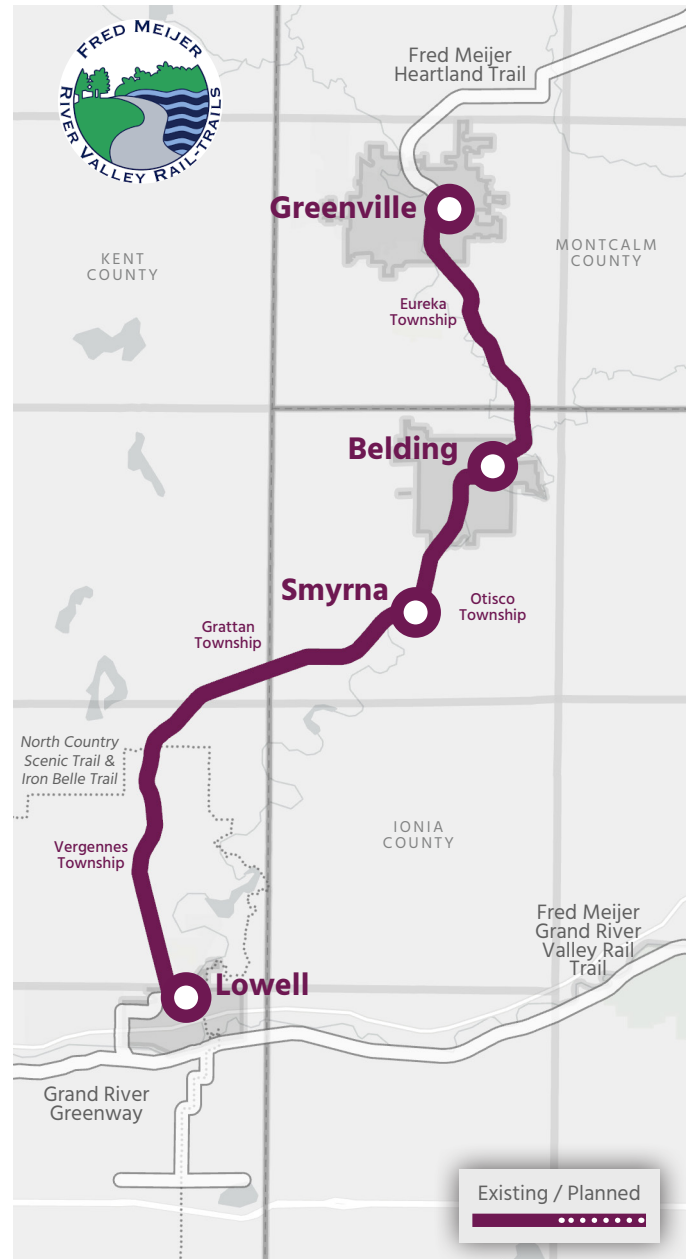 FRED MEIJER
RIVER VALLEY RAIL-TRAILS
Fred Meijer
Heartland Trail
Greenville
KENT
COUNTY
MONTCALM
COUNTY
Eureka
Township
Belding
Smyrna
Otisco
Township
Grattan
Township
North Country
Scenic Trail &
Iron Belle Trail
IONIA
COUNTY
Vergennes
Township
Fred Meijer
Grand River
Valley Rail
Trail
Lowell
Grand River
Greenway
Existing / Planned